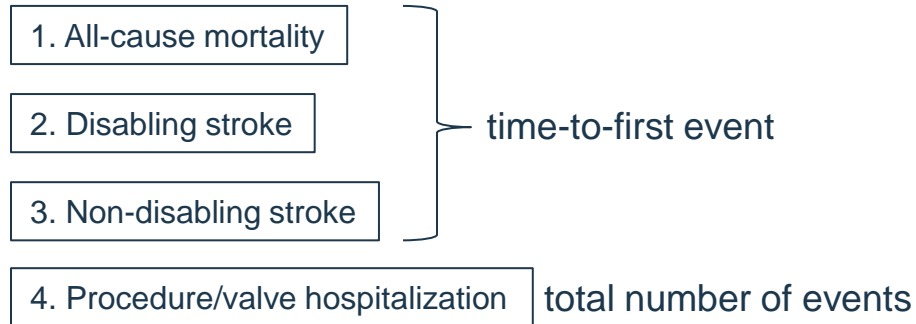 1. All-cause mortality
2. Disabling stroke
time-to-first event
3. Non-disabling stroke
4. Procedure/valve hospitalization
total number of events